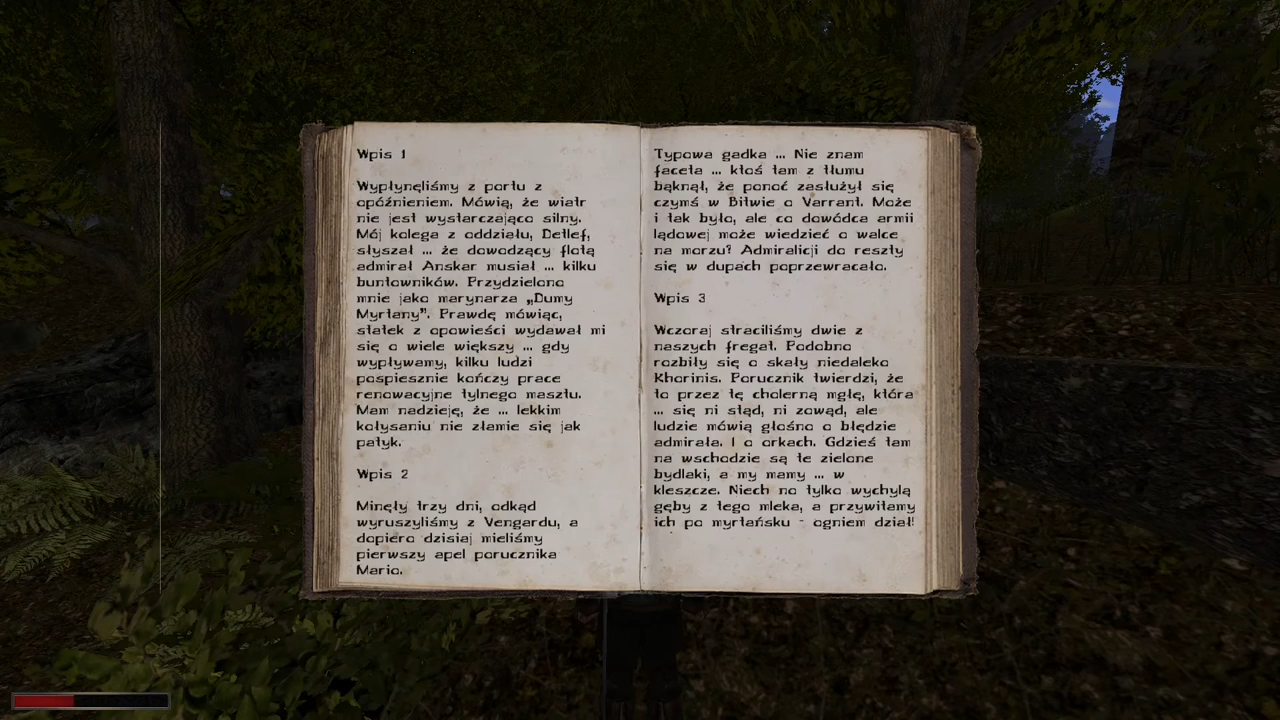 Wpis 1
Wypłynęliśmy z portu z
opóźnieniem. Mówią, że wiatr
nie jest wystarczająco silny.
Mój kolega z oddziału, Detlef,
słyszał ... że dowodzący flotą
admirał Anskar musiał ... kilku
buntowników. Przydzielono
mnie jako marynarza „Dumy
Myrtany”. Prawdę mówiąc,
statek z opowieści wydawał mi
się o wiele większy ... gdy
wypływamy, kilku ludzi
pospiesznie kończy prace
renowacyjne tylnego masztu.
Mam nadzieję, że ... lekkim
kołysaniu nie złamie się jak
patyk.
Wpis 2
Minęły trzy dni, odkąd
wyruszyliśmy z Vengardu, a
dopiero dzisiaj mieliśmy
pierwszy apel porucznika
Mario.
Typowa gadka ... Nie znam
faceta ... ktoś tam z tłumu
bąknął, że ponoć zasłużył się
czymś w Bitwie o Varrant. Może
i tak było, ale co dowódca armii
lądowej może wiedzieć o walce
na morzu? Admiralicji do reszty
się w dupach poprzewracało.
Wpis 3
Wczoraj straciliśmy dwie z
naszych fregat. Podobno
rozbiły się o skały niedaleko
Khorinis. Porucznik twierdzi, że
to przez tę cholerną mgłę, która
... się ni stąd, ni zowąd, ale
ludzie mówią głośno o błędzie
admirała. I o orkach. Gdzieś tam
na wschodzie są te zielone
bydlaki, a my mamy ... w
kleszcze. Niech no tylko wychylą
gęby z tego mleka, a przywitamy
ich po myrtańsku - ogniem dział!